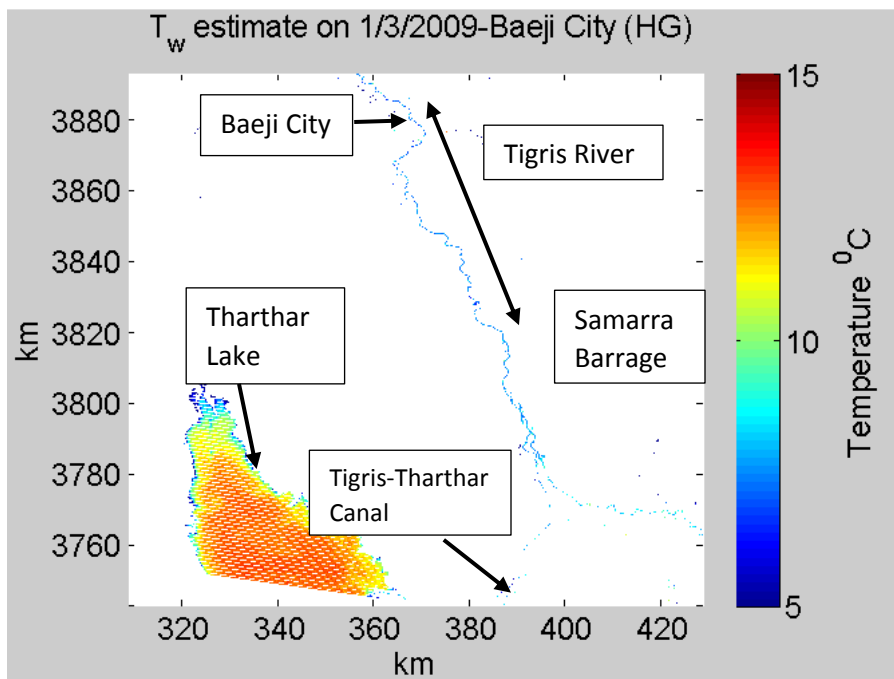 T_w estimate on 1/3/2009-Baeji City (HG)
3880
3860
3840
3820
3800
3780
3760
km
320
340
360
380
400
420
km
Baeji City
Tigris River
Tharthar
Lake
Samarra
Barrage
Tigris-Tharthar
Canal
15
10
5
Temperature ⁰C